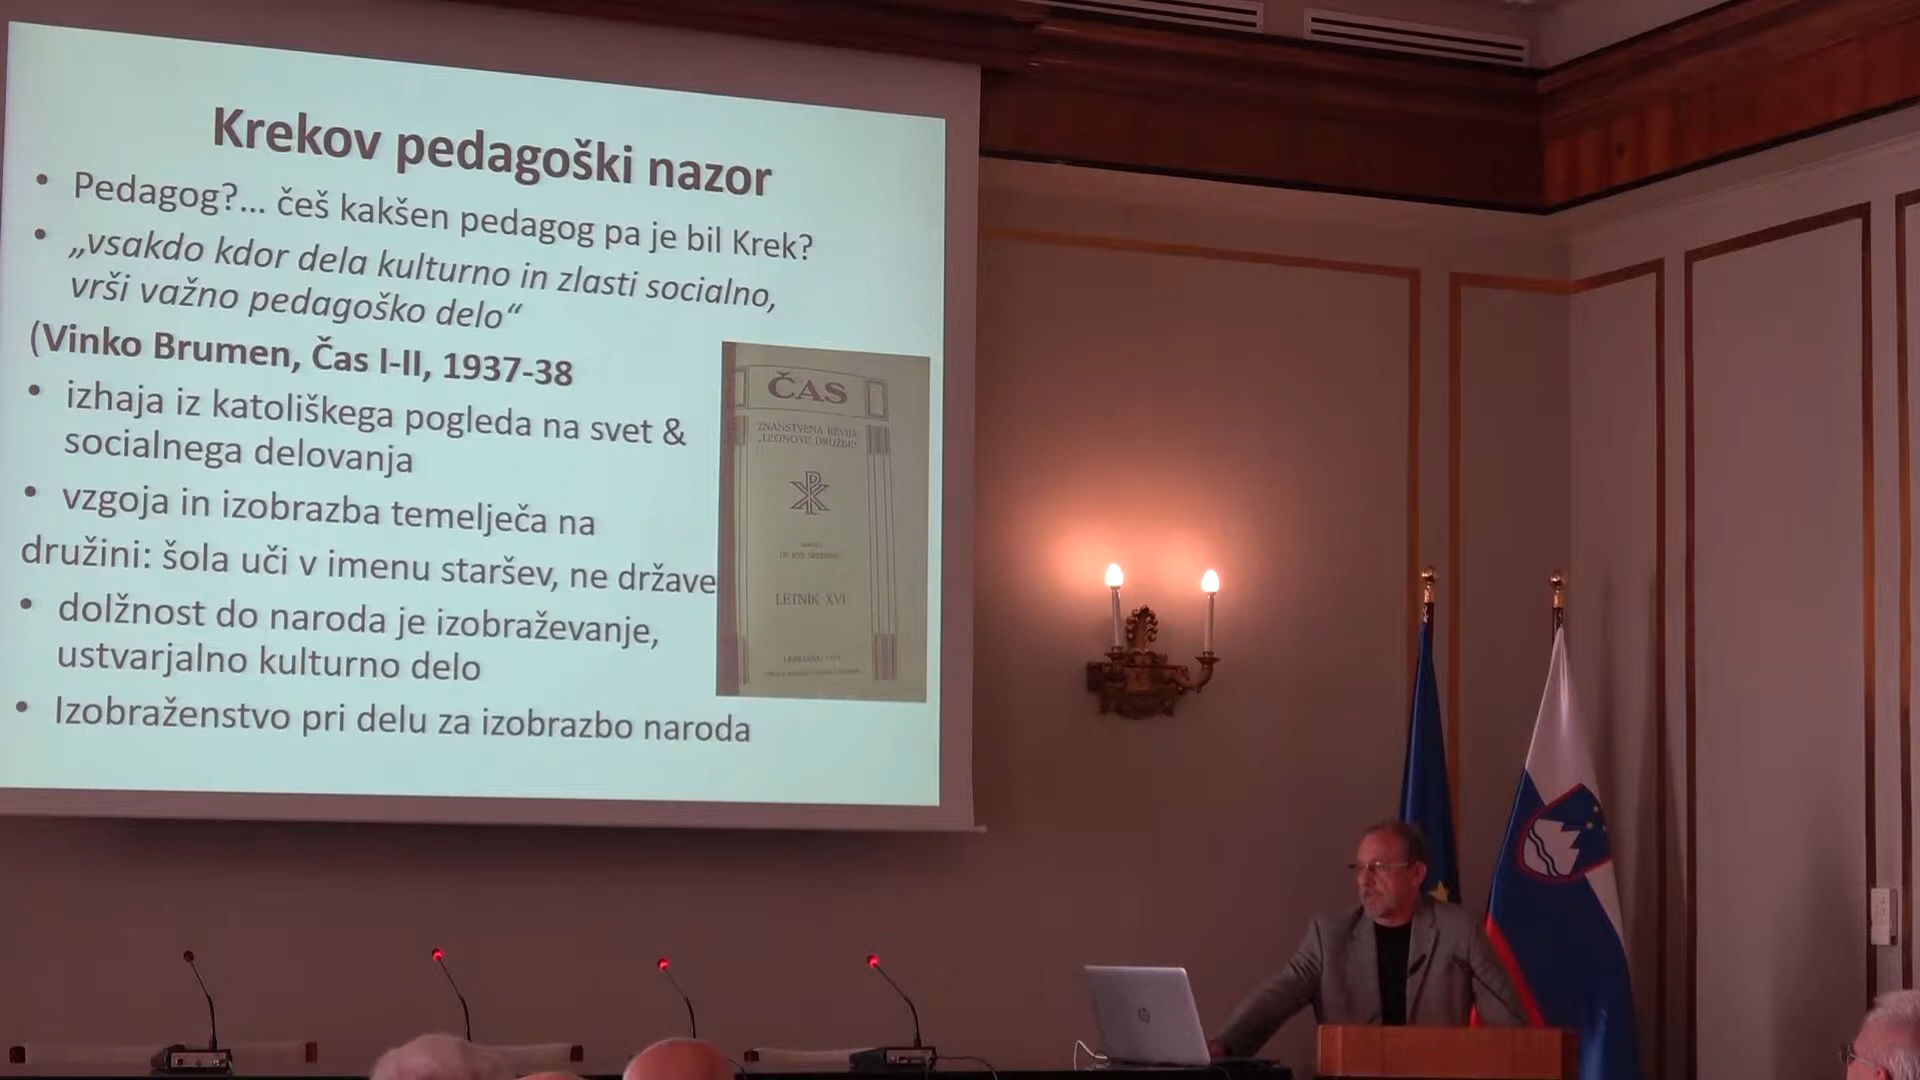 Krekov pedagoški nazor
• Pedagog?... češ kakšen pedagog pa je bil Krek?
• „vsakdo kdor dela kulturno in zlasti socialno,
vrši važno pedagoško delo“
(Vinko Brumen, Čas I-II, 1937-38
• izhaja iz katoliškega pogleda na svet &
socialnega delovanja
• vzgoja in izobrazba temelječa na
družini: šola uči v imenu staršev, ne države
• dolžnost do naroda je izobraževanje,
ustvarjalno kulturno delo
• Izobraženstvo pri delu za izobrazbo naroda
ČAS
ZNANSTVENA REVIJA
„LEONOVE DRUŽBE“
LETNIK XVI
hp